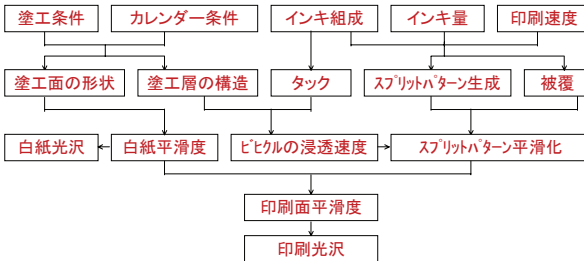 塗工条件
カレンダー条件
インキ組成
インキ量
印刷速度
塗工面の形状
塗工層の構造
タック
スプリットパターン生成
被覆
白紙光沢
白紙平滑度
ビヒクルの浸透速度
スプリットパターン平滑化
印刷面平滑度
印刷光沢